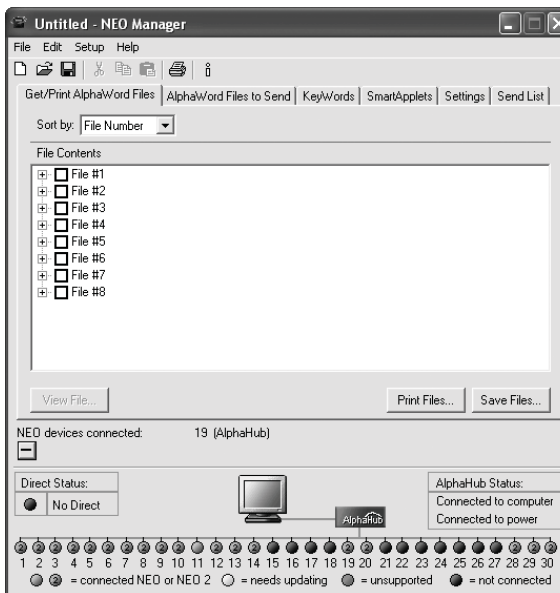 Untitled - NEO Manager
File Edit Setup Help
Get/Print AlphaWord Files AlphaWord Files to Send KeyWords SmartApplets Settings Send List
Sort by: File Number
File Contents
File #1
File #2
File #3
File #4
File #5
File #6
File #7
File #8
View File... Print Files... Save Files...
NEO devices connected: 19 (AlphaHub)
Direct Status:
No Direct
AlphaHub
AlphaHub Status:
Connected to computer
Connected to power
1 2 3 4 5 6 7 8 9 10 11 12 13 14 15 16 17 18 19 20 21 22 23 24 25 26 27 28 29 30
2 = connected NEO or NEO 2 = needs updating = unsupported = not connected